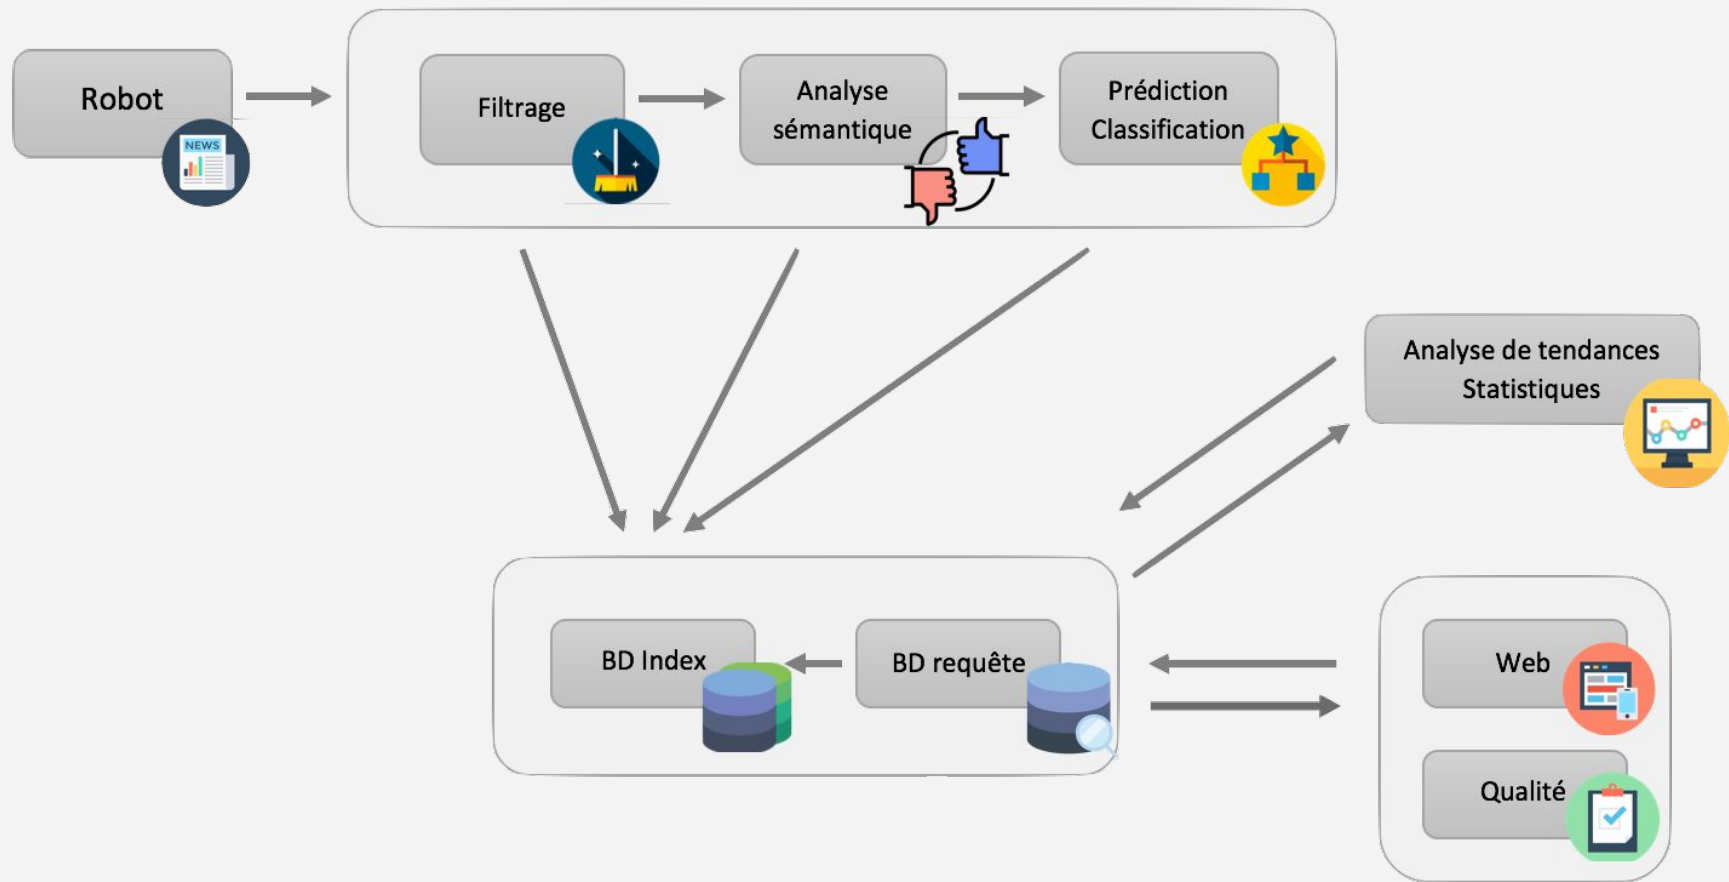 Robot
NEWS
Filtrage
Analyse
sémantique
Prédiction
Classification
Analyse de tendances
Statistiques
BD Index
BD requête
Web
Qualité